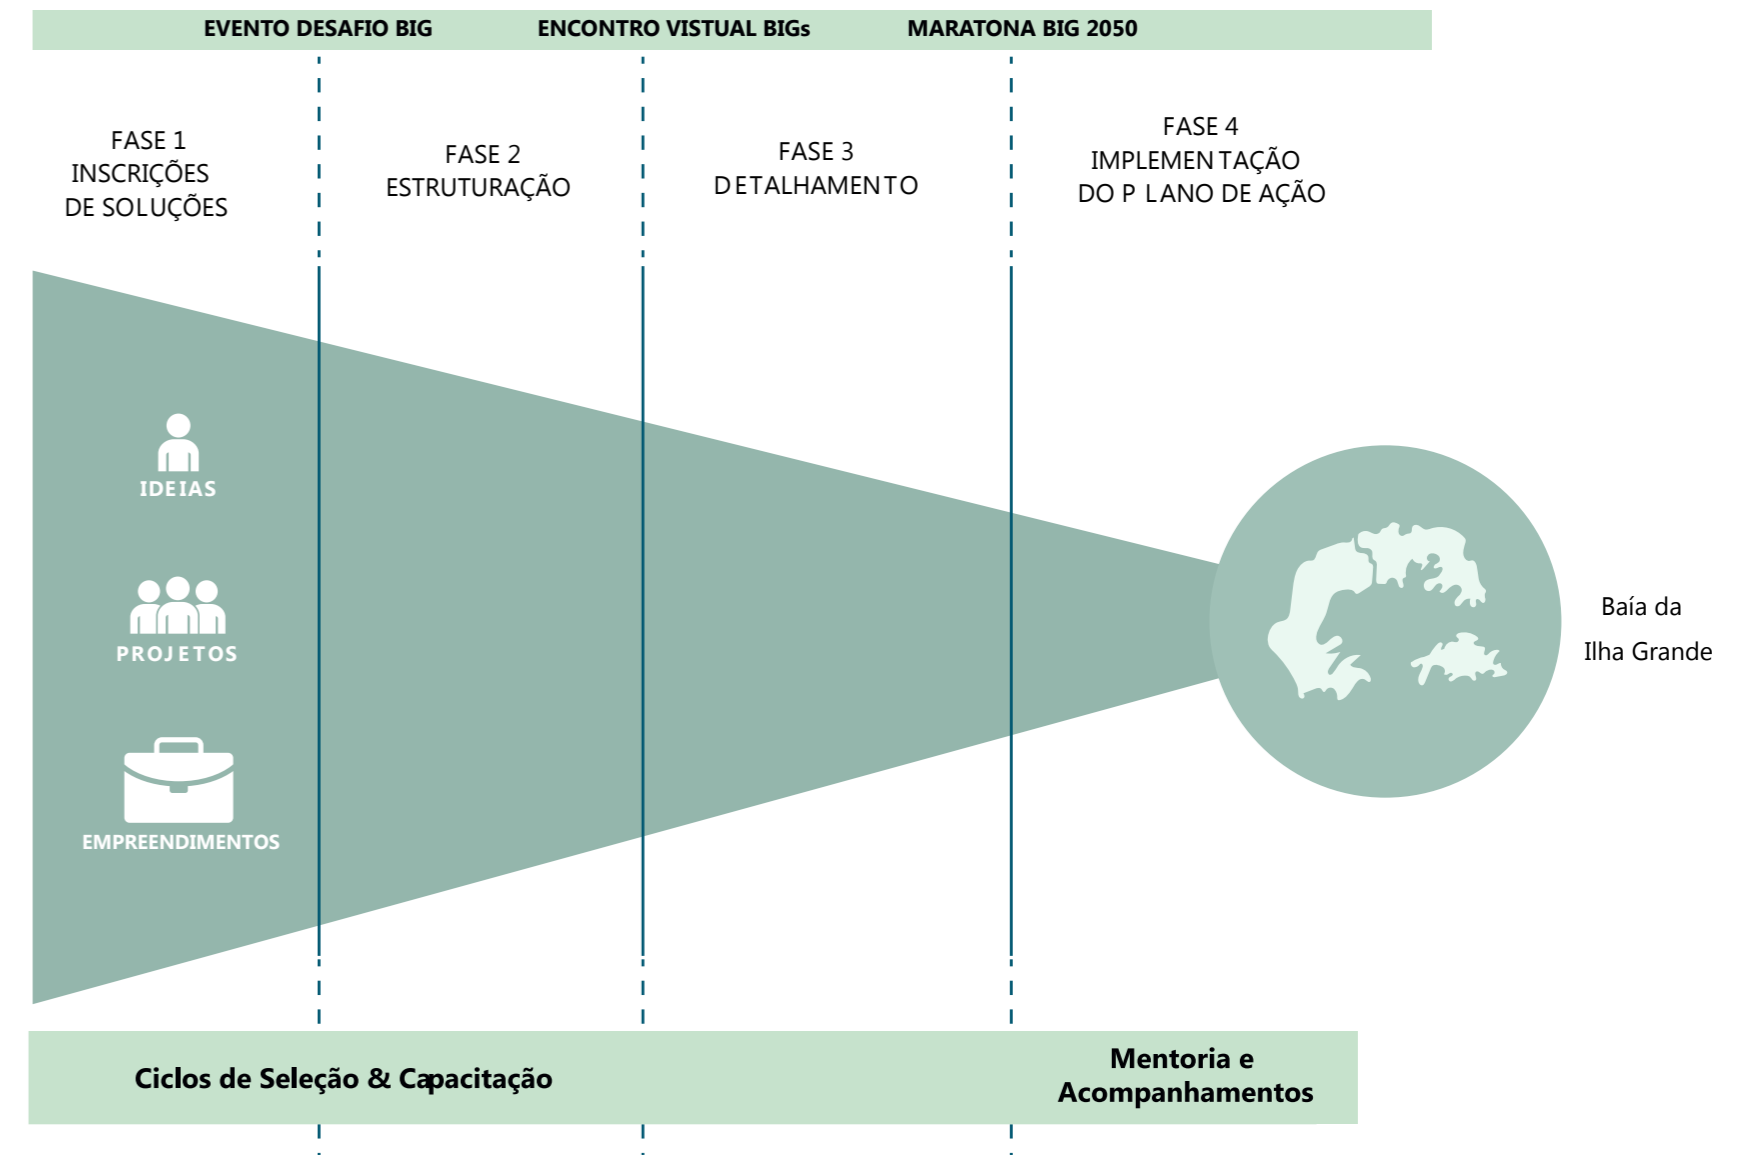 EVENTO DESAFIO BIG
ENCONTRO VISTUAL BIGs
MARATONA BIG 2050
FASE 1
INSCRIÇÕES
DE SOLUÇÕES
FASE 2
ESTRUTURAÇÃO
FASE 3
DETALHAMENTO
FASE 4
IMPLEMENTAÇÃO
DO PLANO DE AÇÃO
IDEIAS
PROJETOS
EMPREENDIMENTOS
Baía da
Ilha Grande
Ciclos de Seleção & Capacitação
Mentoria e
Acompanhamentos